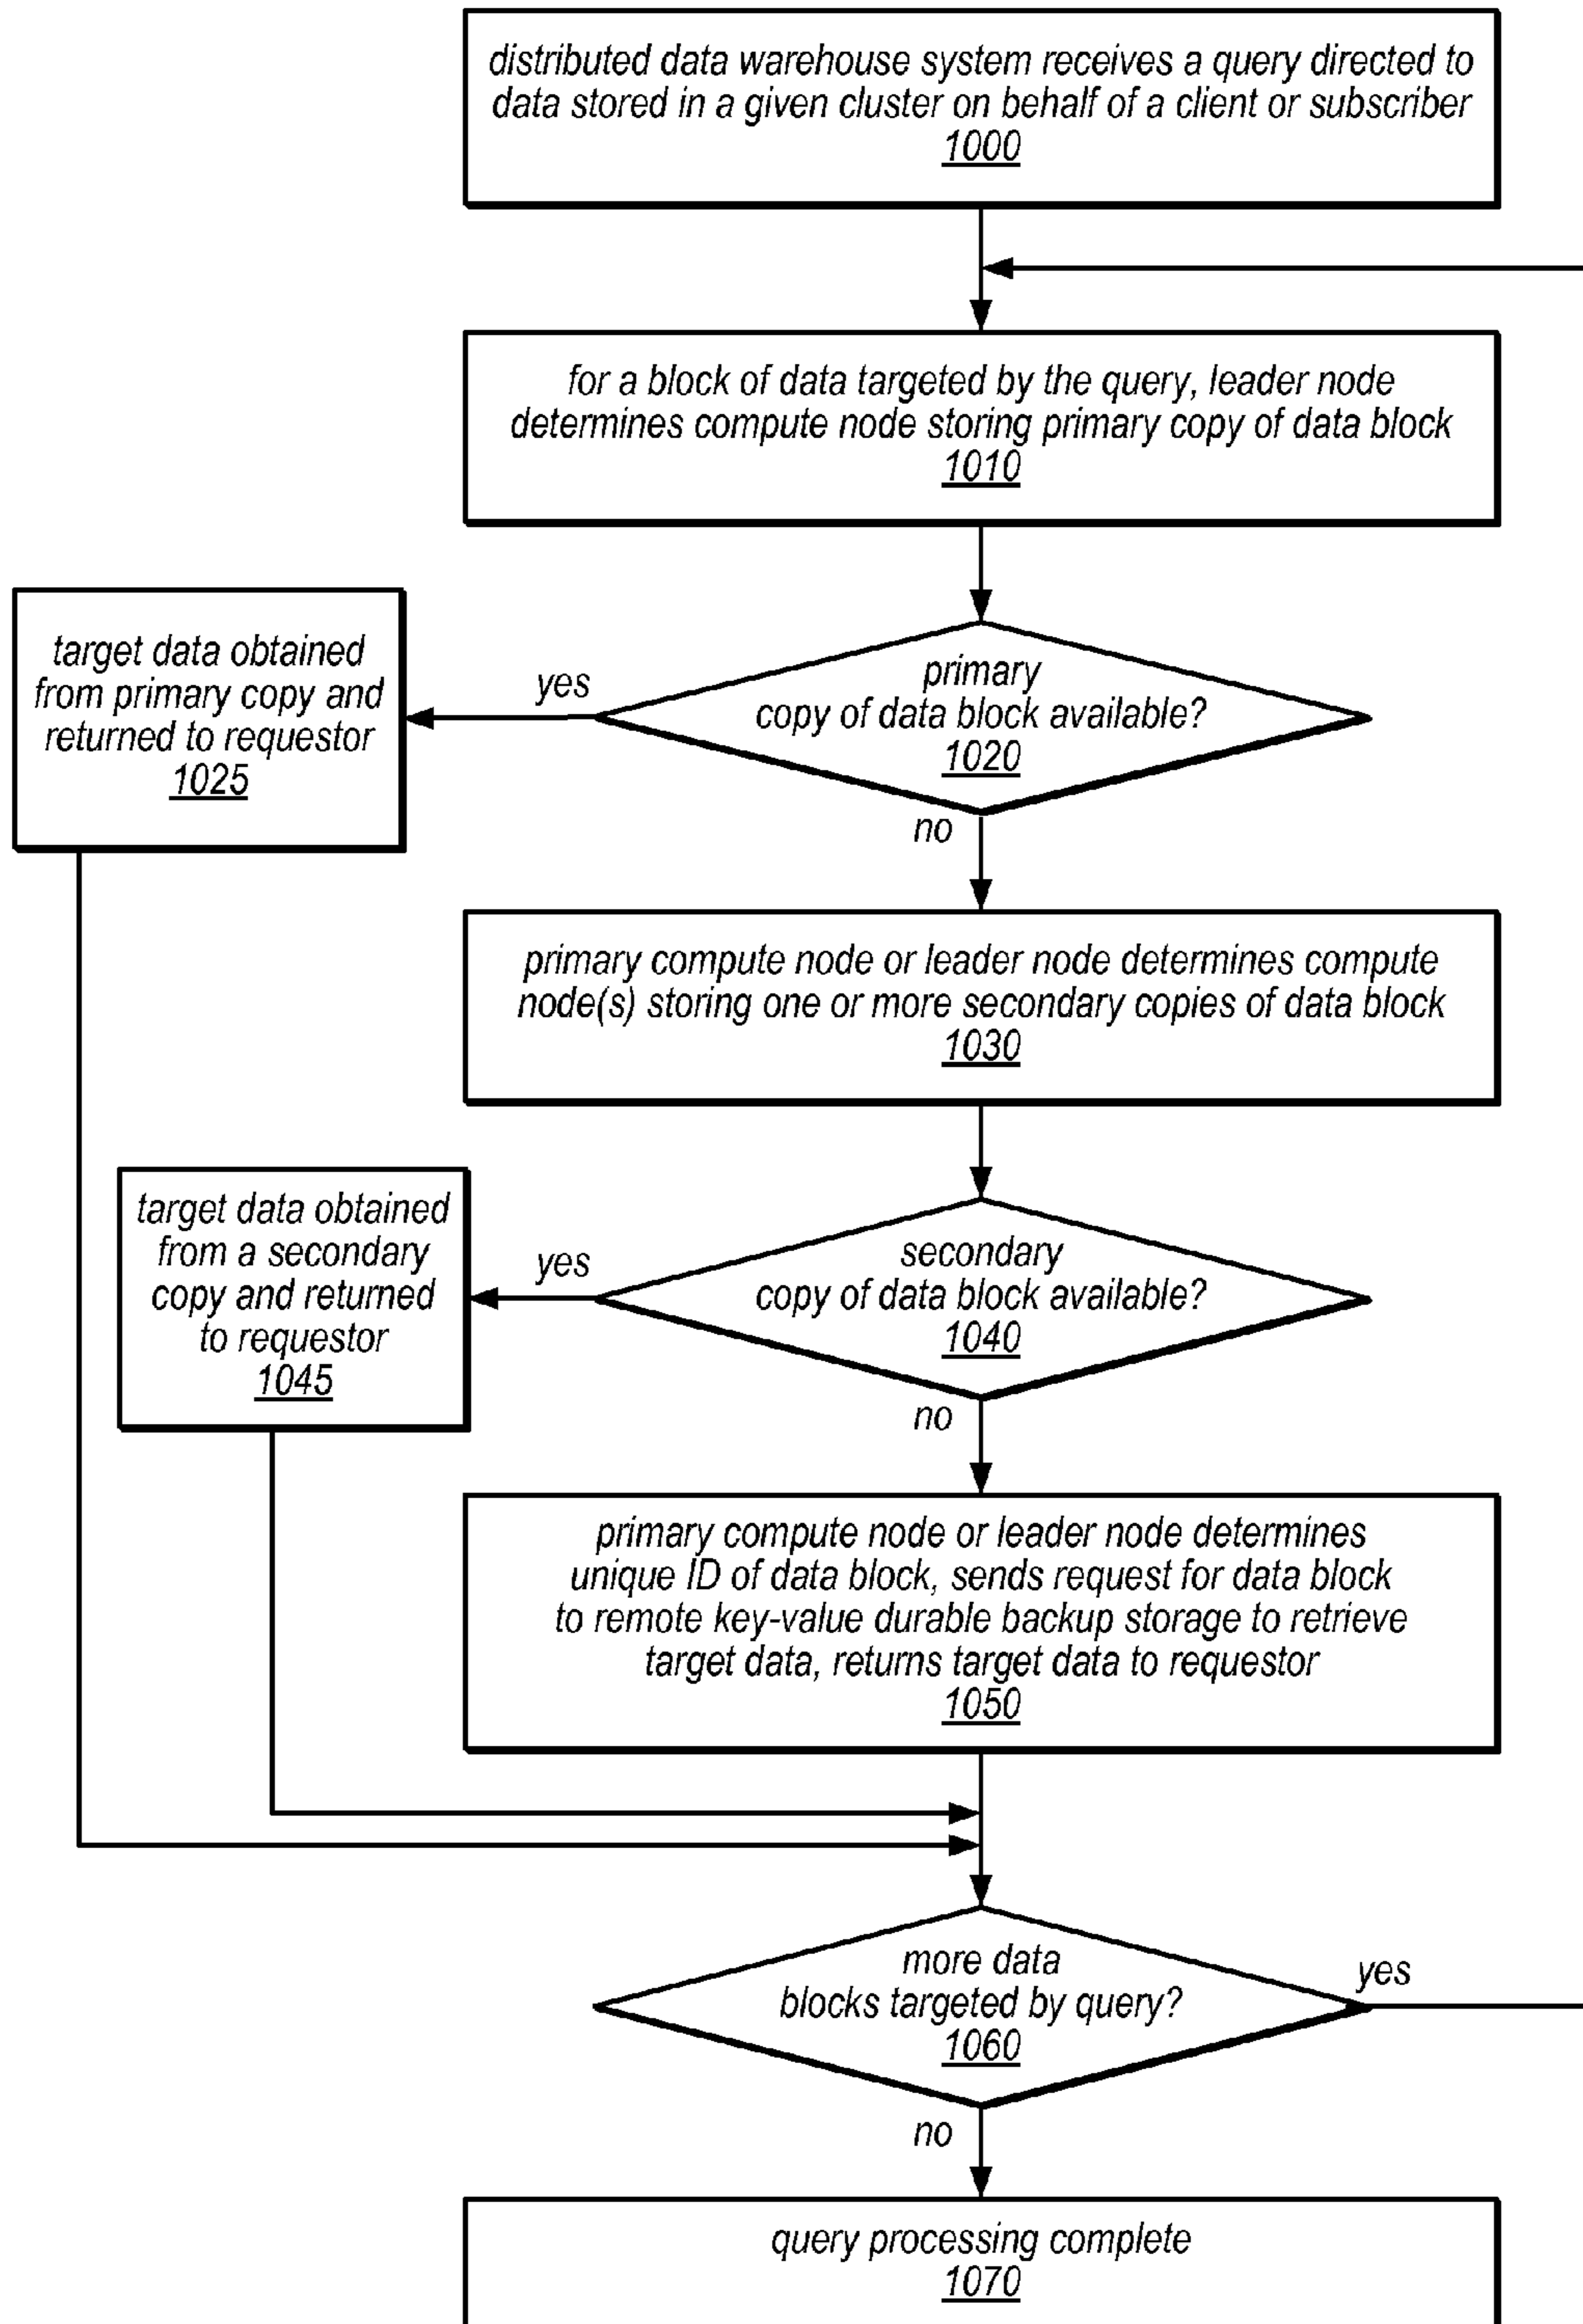 distributed data warehouse system receives a query directed to
data stored in a given cluster on behalf of a client or subscriber
1000
for a block of data targeted by the query, leader node
determines compute node storing primary copy of data block
1010
target data obtained
from primary copy and
returned to requestor
1025
yes
primary
copy of data block available?
1020
no
primary compute node or leader node determines compute
node(s) storing one or more secondary copies of data block
1030
target data obtained
from a secondary
copy and returned
to requestor
1045
yes
secondary
copy of data block available?
1040
no
primary compute node or leader node determines
unique ID of data block, sends request for data block
to remote key-value durable backup storage to retrieve
target data, returns target data to requestor
1050
more data
blocks targeted by query?
1060
yes
no
query processing complete
1070